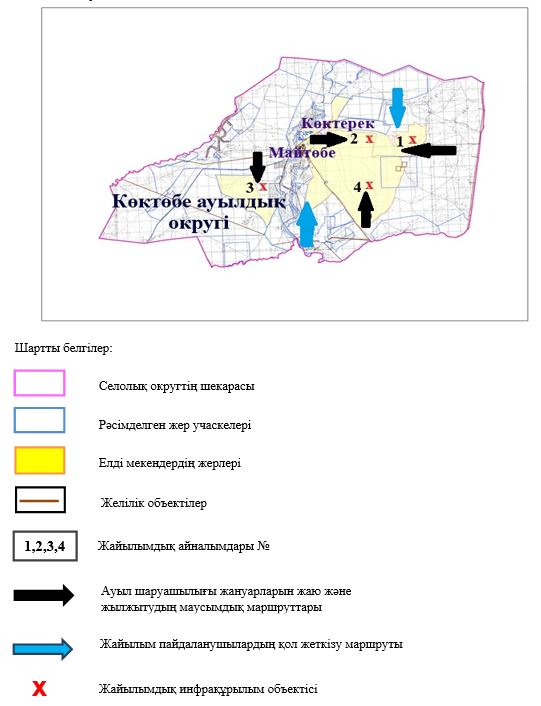 Көктерек
2 x
1 x
Майтөбе
3 x
4 x
Көктөбе ауылдық
округі
Шартты белгілер:
Селолық округтің шекарасы
Рәсімделген жер учаскелері
Елді мекендердің жерлері
Желілік объектілер
1,2,3,4 Жайылымдық айналымдары №
Ауыл шаруашылығы жануарларын жаю және
жылжытудың маусымдық маршруттары
Жайылым пайдаланушылардың қол жеткізу маршруты
X Жайылымдық инфрақұрылым объектісі